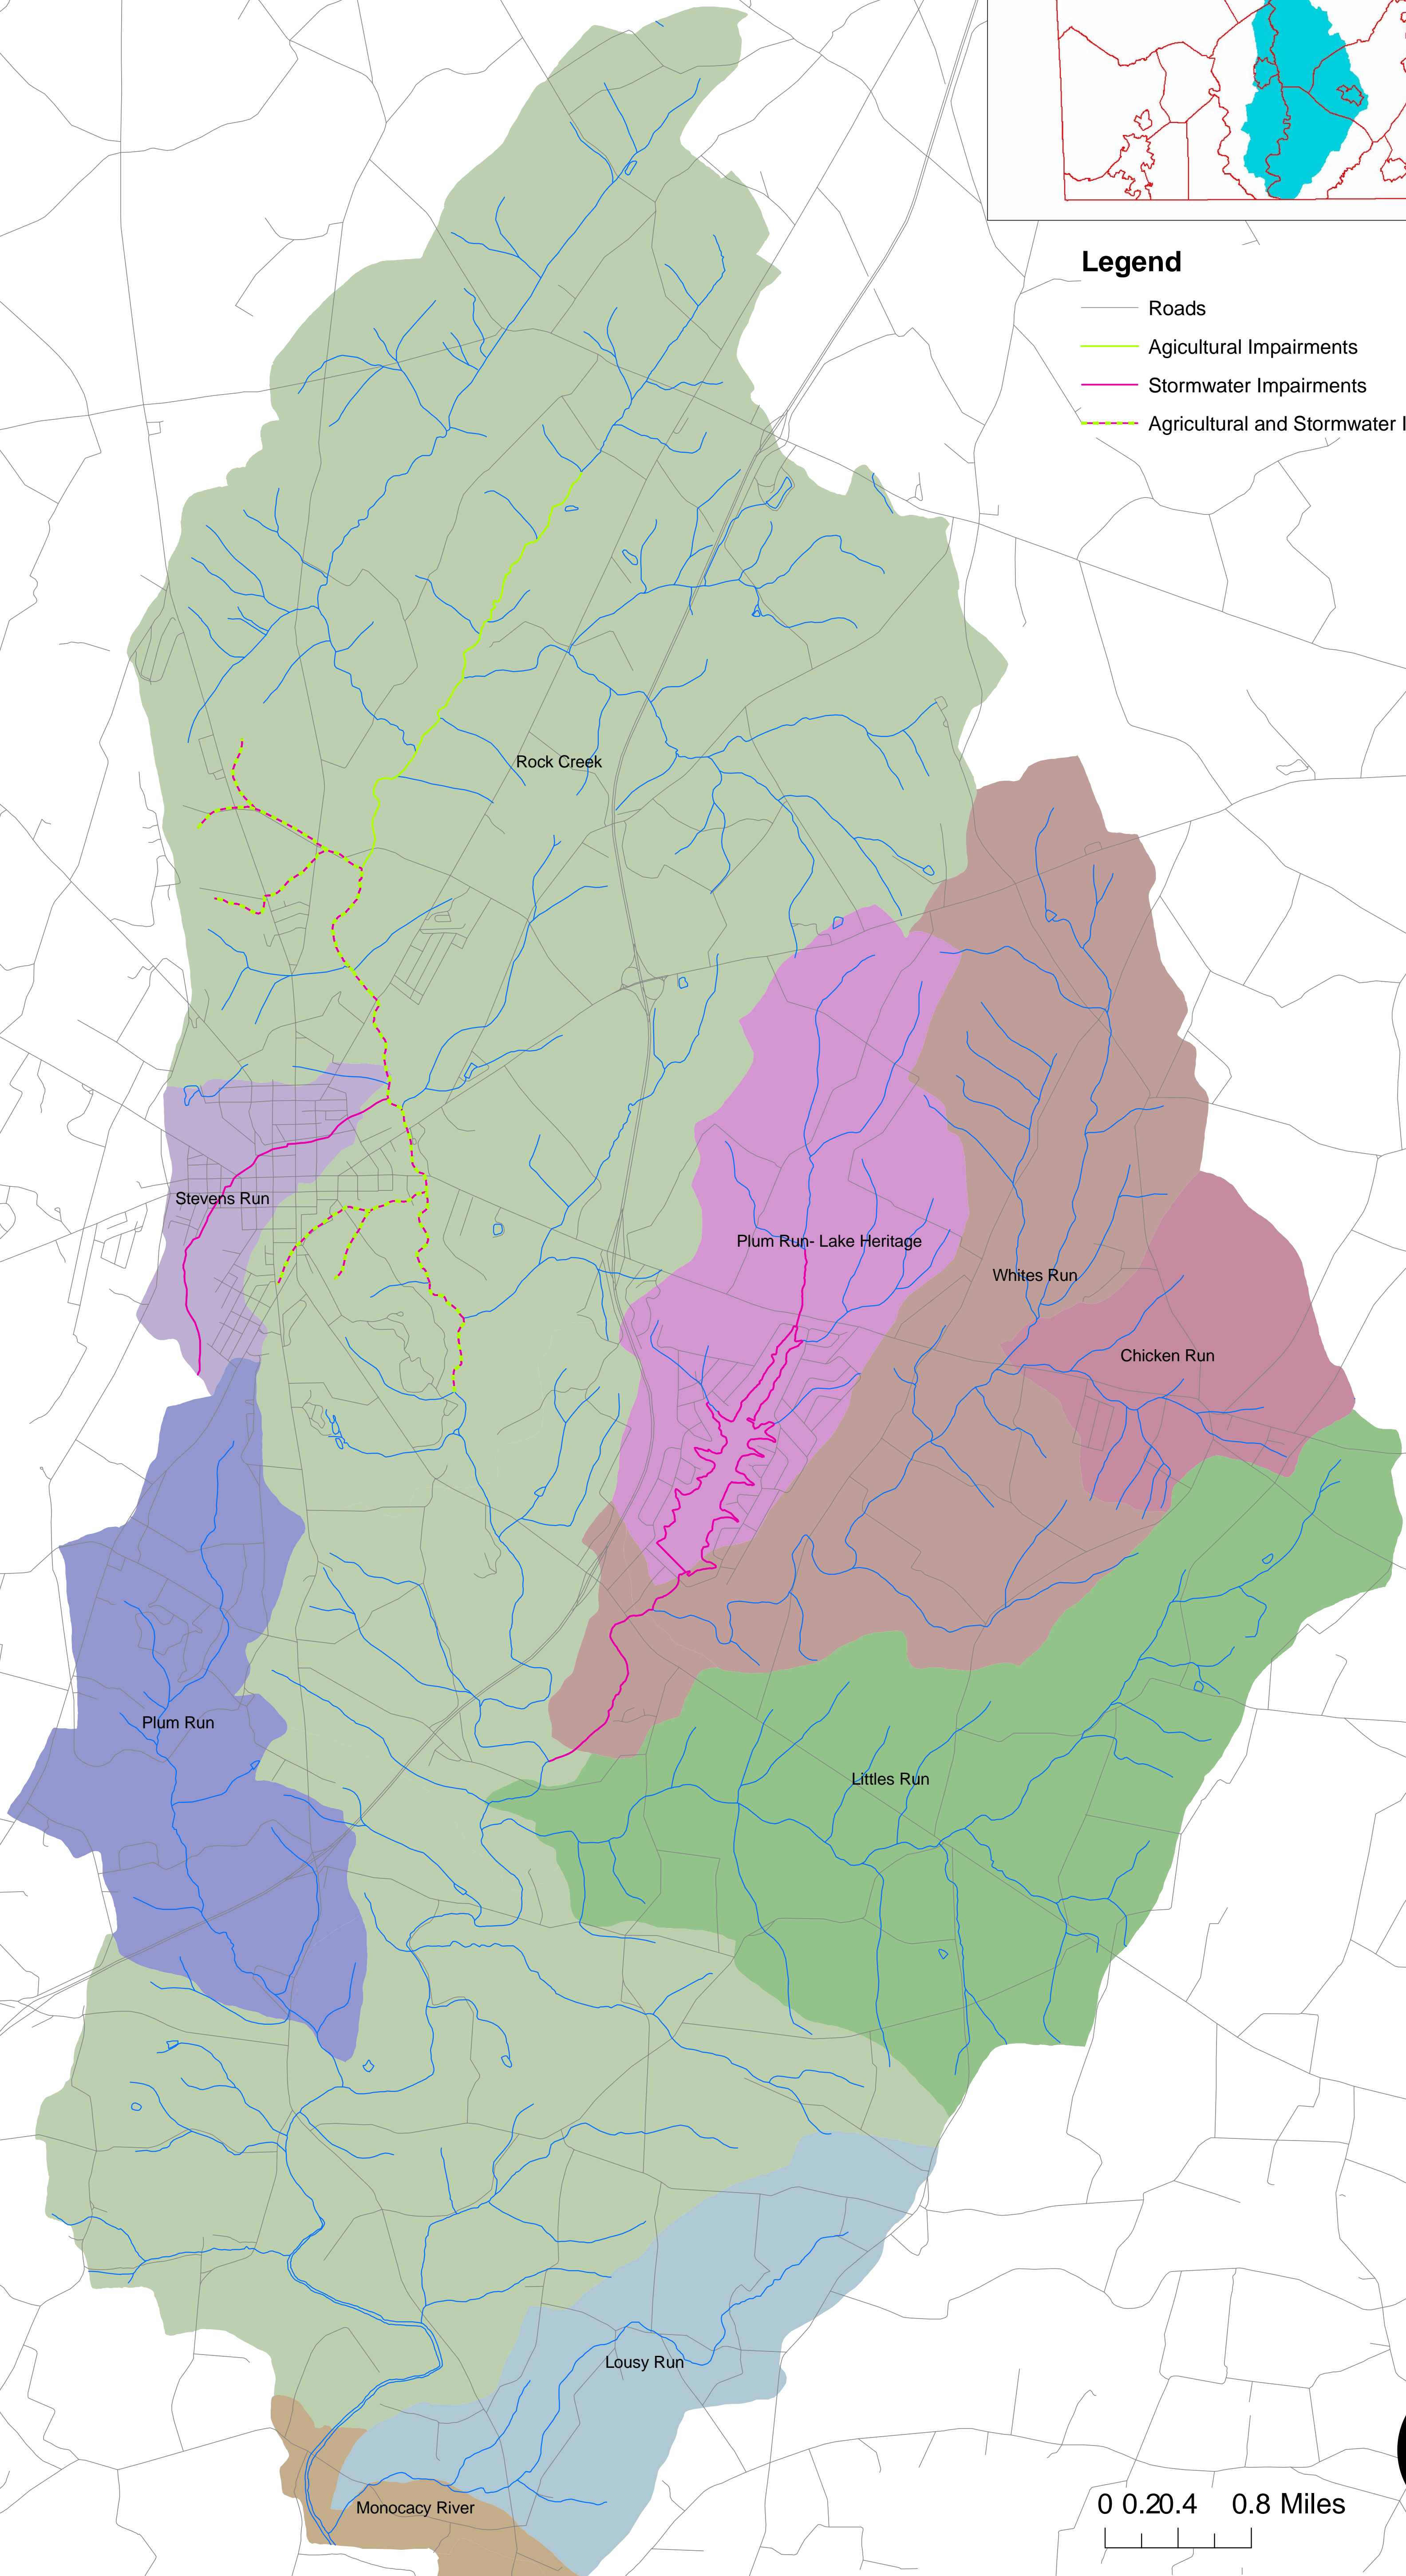 Legend
Roads
Agicultural Impairments
Stormwater Impairments
Agricultural and Stormwater I
Rock Creek
Stevens Run
Plum Run- Lake Heritage
Whites Run
Chicken Run
Plum Run
Littles Run
Lousy Run
Monocacy River
0 0.20.4 0.8 Miles